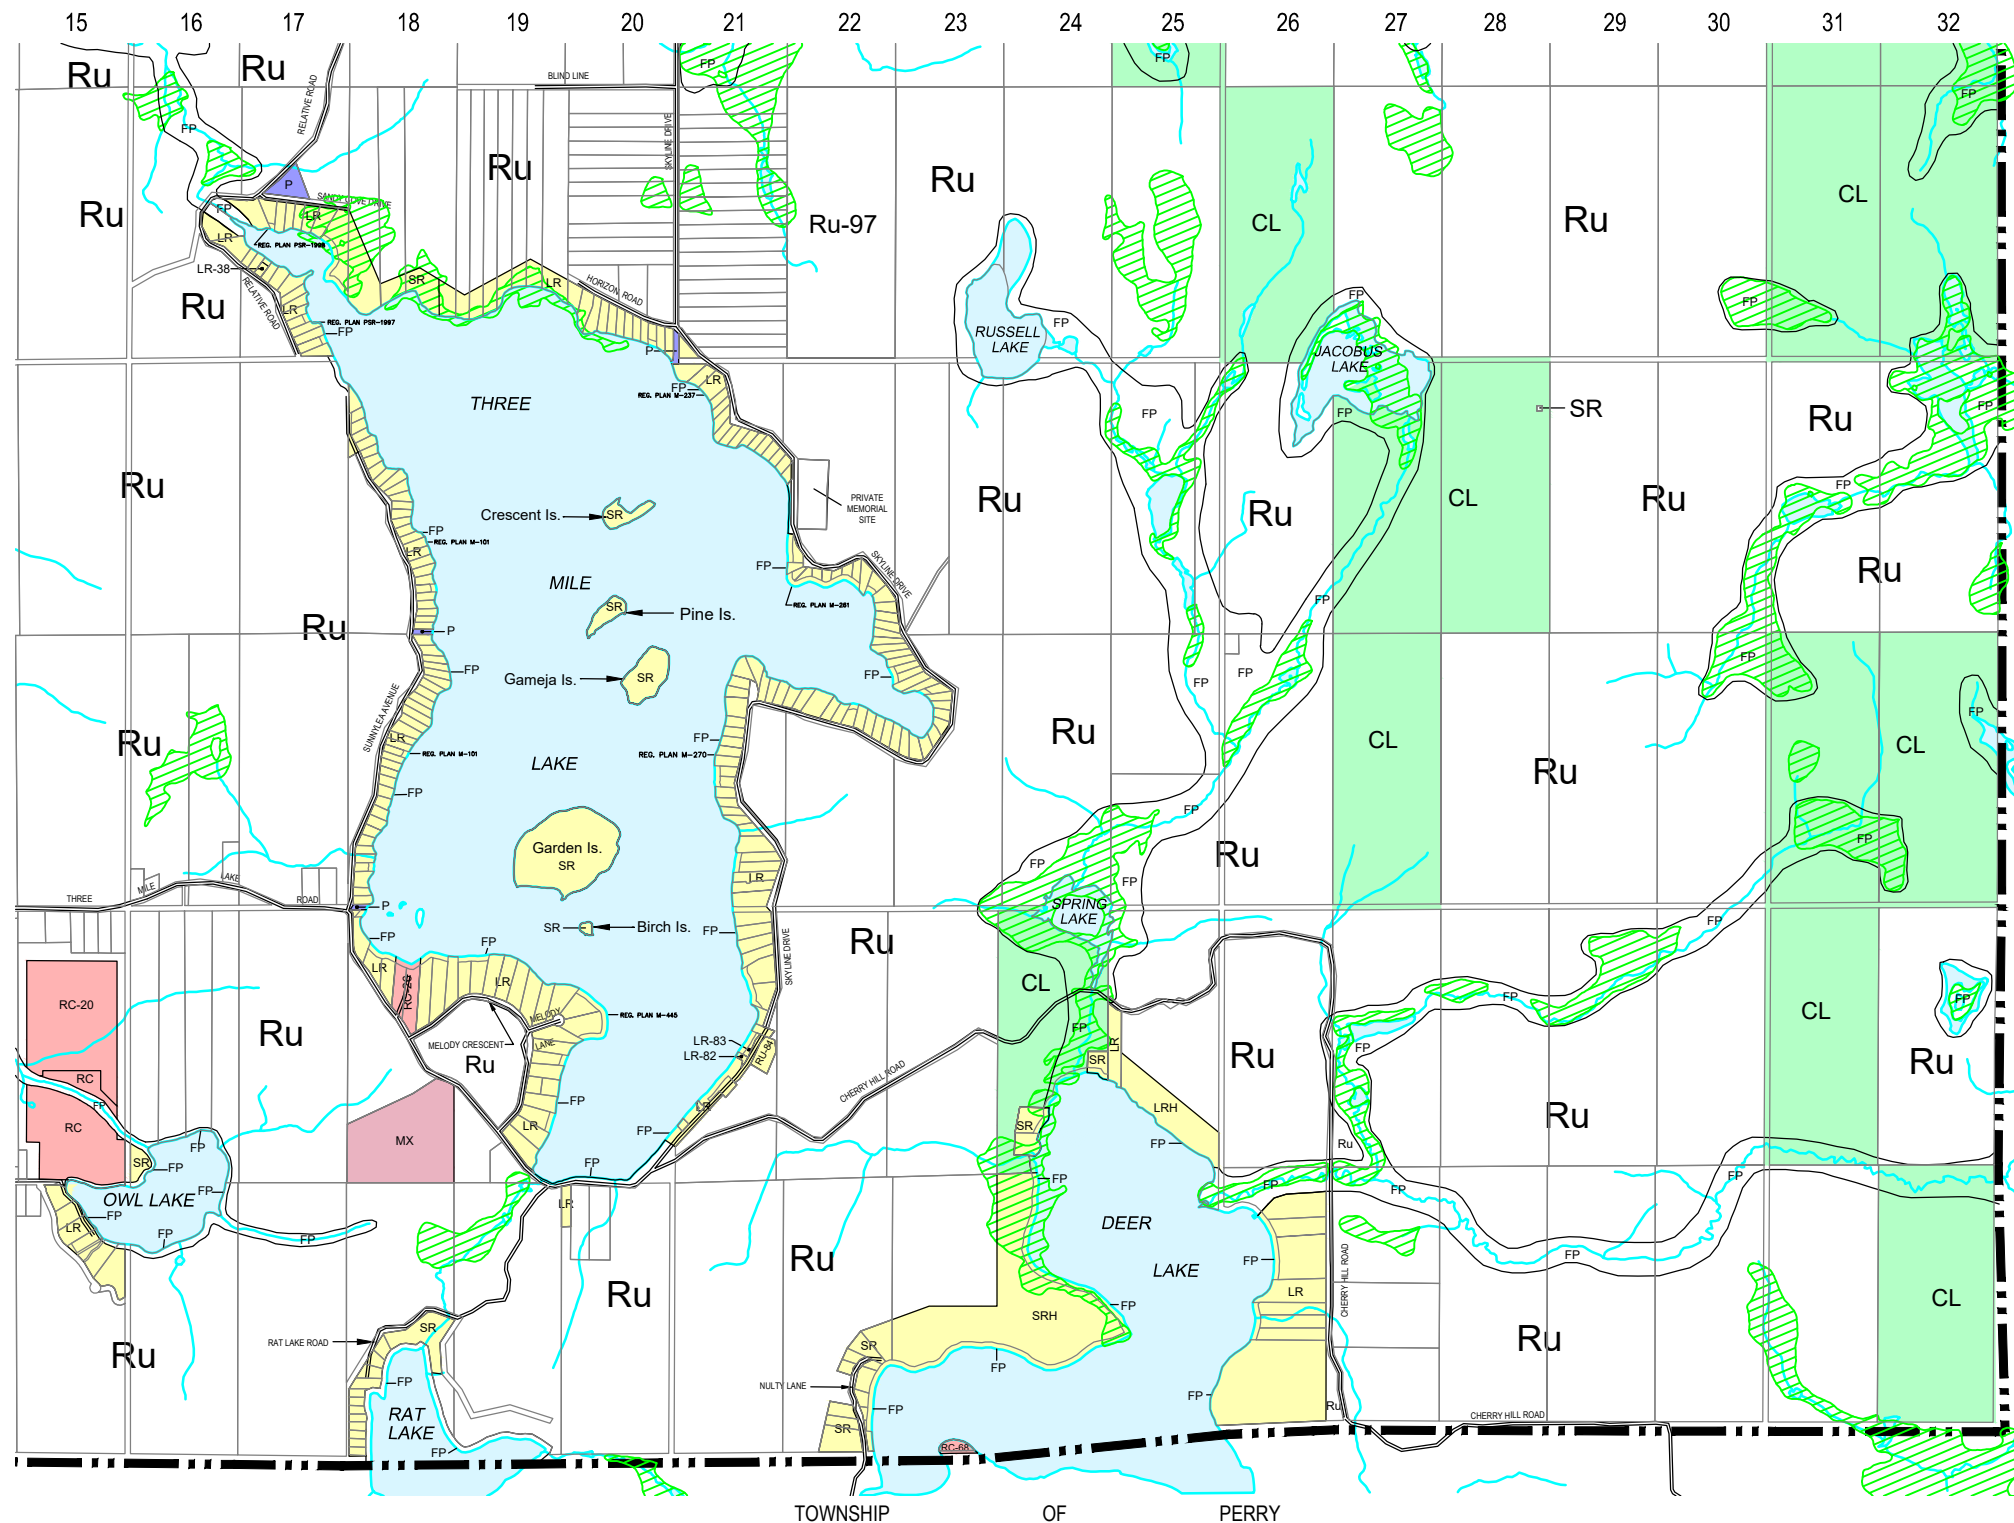 15 16 17 18 19 20 21 22 23 24 25 26 27 28 29 30 31 32
Ru
Ru
BLIND LINE
FP
FP
FP
RELATIVE ROAD
FP
SKYLINE DRIVE
Ru
Ru
Ru
CL
Ru
CL
P
SANDY COVE DRIVE
FP
LR
LR
REG. PLAN PSR-1998
Ru-97
LR-38
RELATIVE ROAD
Ru
LR
SR
LR
HORIZON ROAD
REG. PLAN PSR-1997
FP
P
RUSSELL
LAKE
FP
FP
JACOBUS
LAKE
FP
THREE
FP
LR
REG. PLAN M-237
FP
FP
SR
Ru
FP
Ru
Crescent Is.
SR
PRIVATE
MEMORIAL
SITE
Ru
Ru
CL
Ru
FP
FP
REG. PLAN M-101
LR
MILE
FP
SKYLINE DRIVE
REG. PLAN M-261
Ru
SR
Pine Is.
FP
Ru
P
FP
Gameja Is.
SR
FP
FP
FP
FP
FP
SUNNYLEA AVENUE
LR
REG. PLAN M-101
Ru
LAKE
FP
REG. PLAN M-270
Ru
CL
Ru
CL
FP
FP
Garden Is.
SR
LR
FP
FP
Ru
FP
THREE MILE LAKE ROAD
P
SPRING
LAKE
FP
SR
Birch Is.
FP
FP
FP
SKYLINE DRIVE
Ru
LR
RC-26
LR
CL
FP
CL
FP
RC-20
Ru
MELODY
LANE
REG. PLAN M-445
MELODY CRESCENT
Ru
LR-83
LR-82
RU-84
FP
LR
SR
Ru
FP
Ru
RC
FP
RC
CHERRY HILL ROAD
FP
LR
LRH
Ru
MX
LR
FP
SR
FP
Ru
FP
SR
FP
FP
OWL LAKE
FP
FP
LR
FP
FP
FP
LR
FP
FP
FP
FP
DEER
LAKE
Ru
FP
FP
CHERRY HILL ROAD
Ru
LR
CL
FP
SRH
RAT LAKE ROAD
SR
Ru
SR
FP
Ru
FP
NULTY LANE
FP
FP
RAT
LAKE
FP
SR
Ru
CHERRY HILL ROAD
RC-68
TOWNSHIP OF PERRY